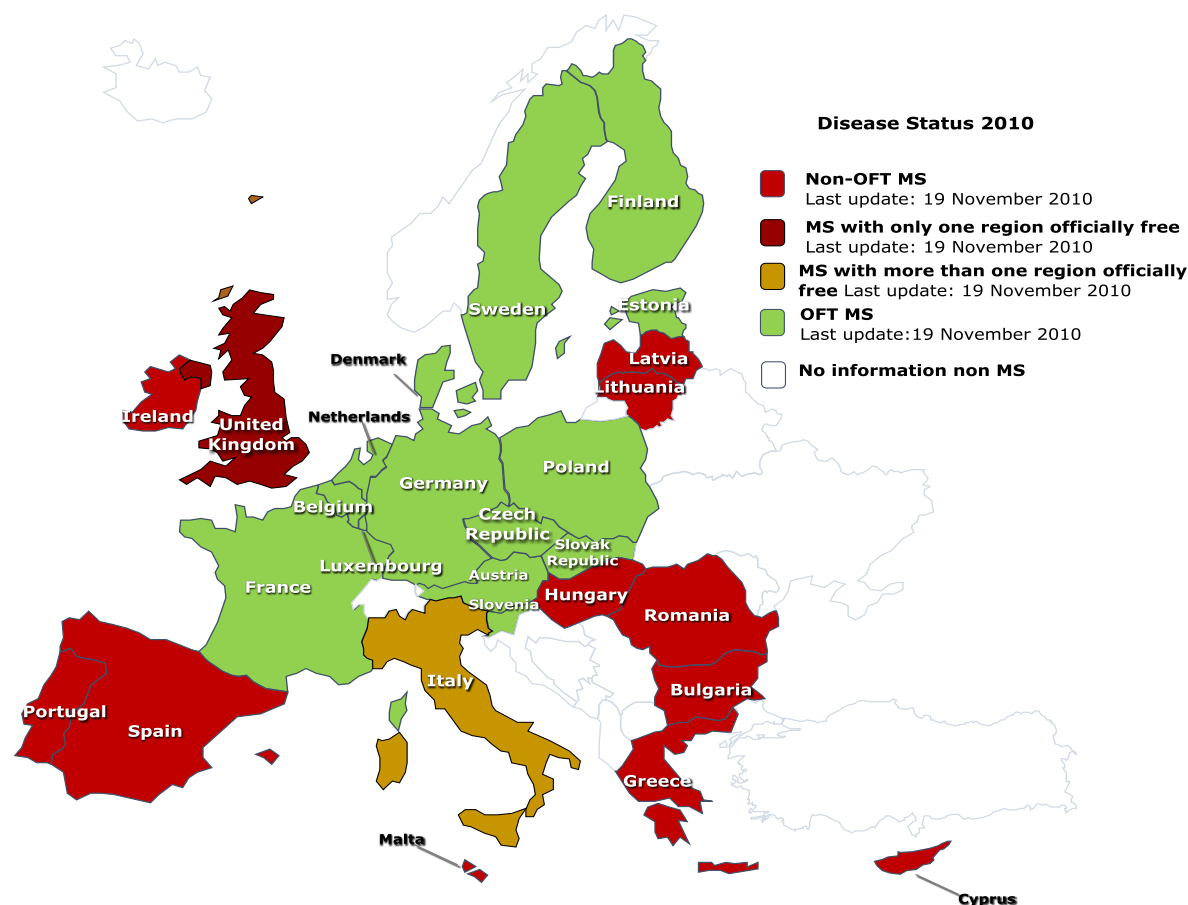 Disease Status 2010
Non-OFT MS
Last update: 19 November 2010
MS with only one region officially free
Last update: 19 November 2010
MS with more than one region officially
free Last update: 19 November 2010
OFT MS
Last update:19 November 2010
No information non MS
Finland
Sweden
Estonia
Latvia
Lithuania
Denmark
Netherlands
Ireland
United
Kingdom
Belgium
Germany
Poland
Czech
Republic
Slovak
Republic
Luxembourg
Austria
France
Slovenia
Hungary
Romania
Italy
Bulgaria
Portugal
Spain
Greece
Malta
Cyprus